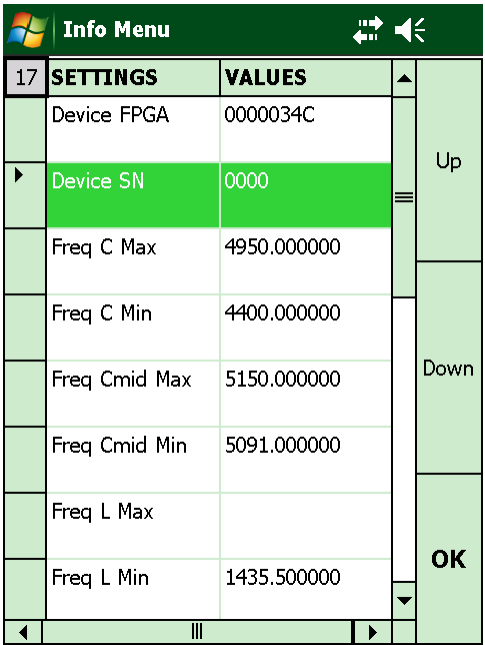 Info Menu
17 SETTINGS VALUES
Device FPGA 0000034C
Up
Device SN 0000
Freq C Max 4950.000000
Freq C Min 4400.000000
Down
Freq Cmid Max 5150.000000
Freq Cmid Min 5091.000000
Freq L Max
OK
Freq L Min 1435.500000